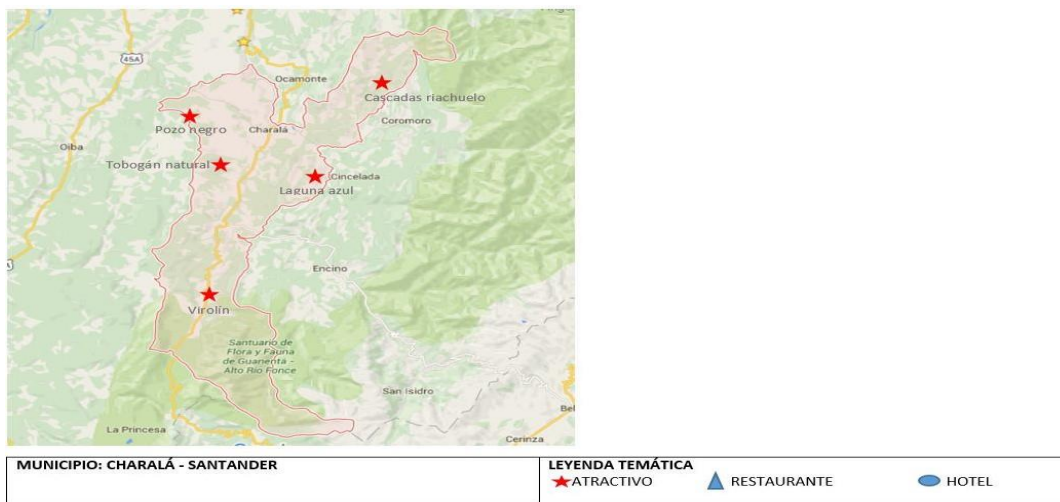 45A
Ocamonte
Cascadas riachuelo
Pozo negro
Charalá
Coromoro
Oiba
Tobogán natural
Cincelada
Laguna azul
Encino
Virolín
Santuario de
Flora y Fauna
de Guanentá -
Alto Rio Fonce
San Isidro
La Princesa
Cerinza
MUNICIPIO: CHARALÁ - SANTANDER
LEYENDA TEMÁTICA
ATRACTIVO
RESTAURANTE
HOTEL